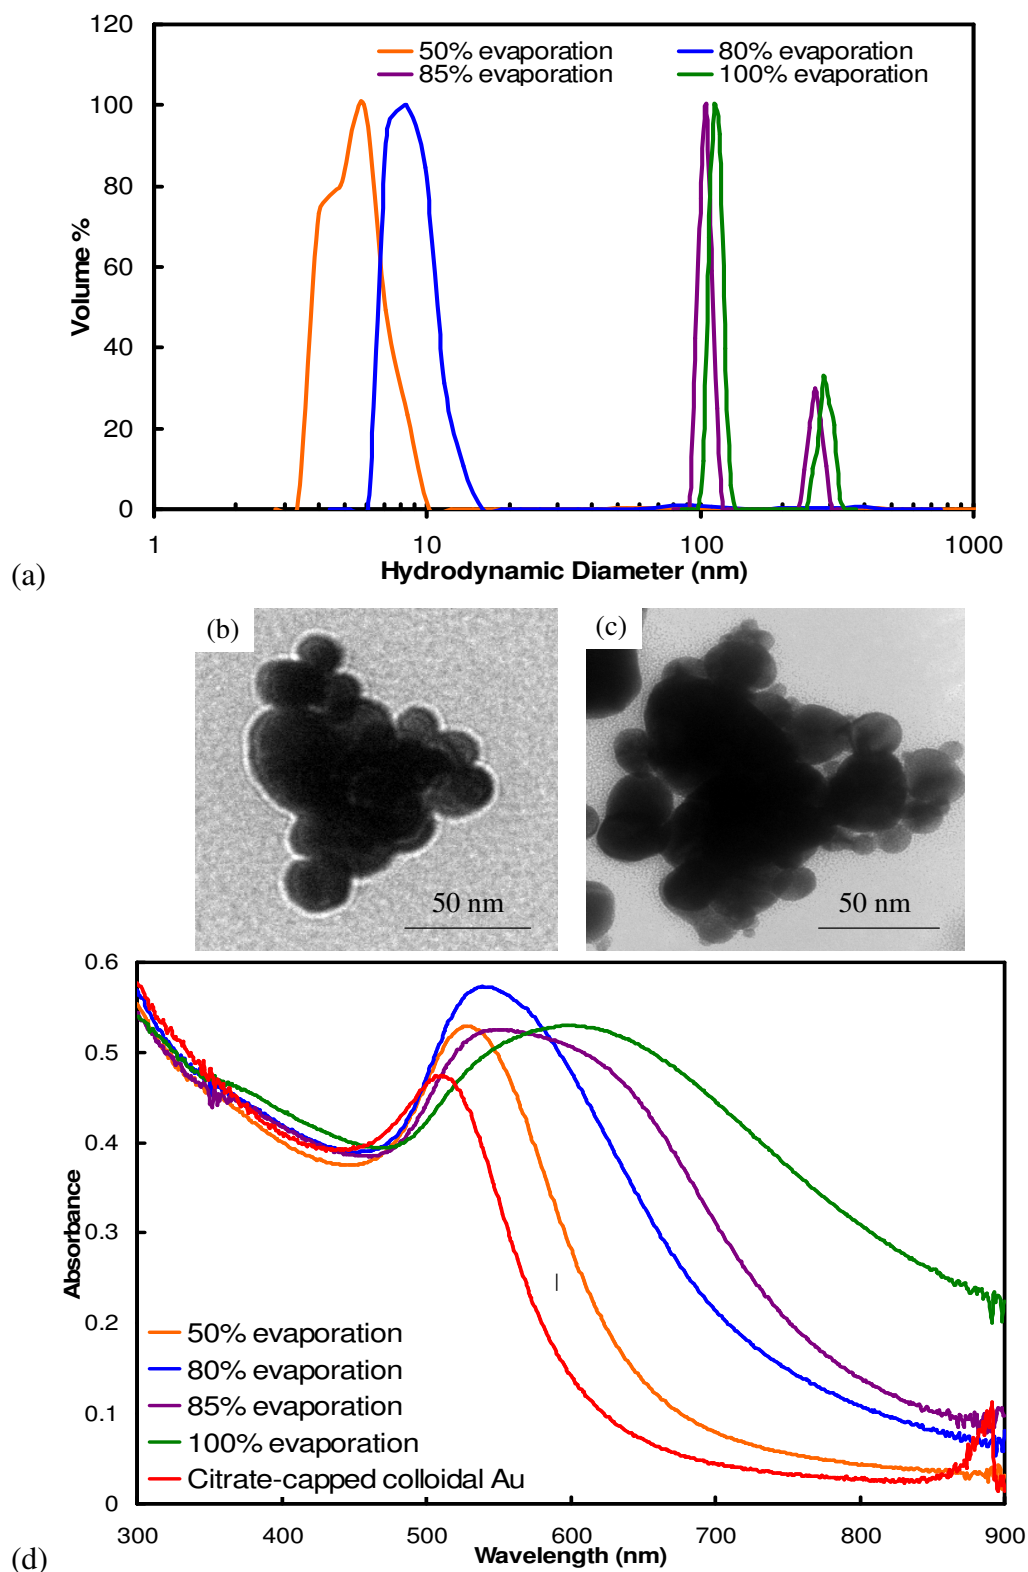 120
50% evaporation 80% evaporation
85% evaporation 100% evaporation
100
80
60
40
20
0
Volume %
1 10 100 1000
Hydrodynamic Diameter (nm)
(a)
(b)
50 nm
(c)
50 nm
0.6
0.5
0.4
0.3
0.2
0.1
0
Absorbance
50% evaporation
80% evaporation
85% evaporation
100% evaporation
Citrate-capped colloidal Au
300 400 500 600 700 800 900
Wavelength (nm)
(d)